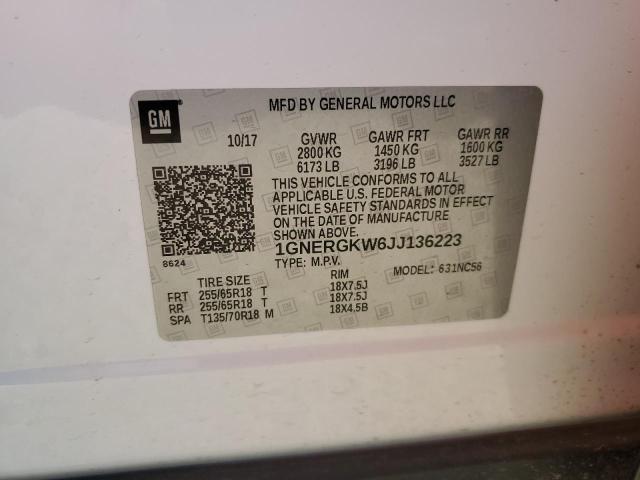 GM
MFD BY GENERAL MOTORS LLC
10/17 GVWR GAWR FRT GAWR RR
2800 KG 1450 KG 1600 KG
6173 LB 3196 LB 3527 LB
THIS VEHICLE CONFORMS TO ALL
APPLICABLE U.S. FEDERAL MOTOR
VEHICLE SAFETY STANDARDS IN EFFECT
ON THE DATE OF MANUFACTURE
8624 1GNERGKW6JJ136223
TYPE: M.P.V. MODEL: 631NC56
TIRE SIZE RIM
FRT 255/65R18 T 18X7.5J
RR 255/65R18 T 18X7.5J
SPA T135/70R18 M 18X4.5B